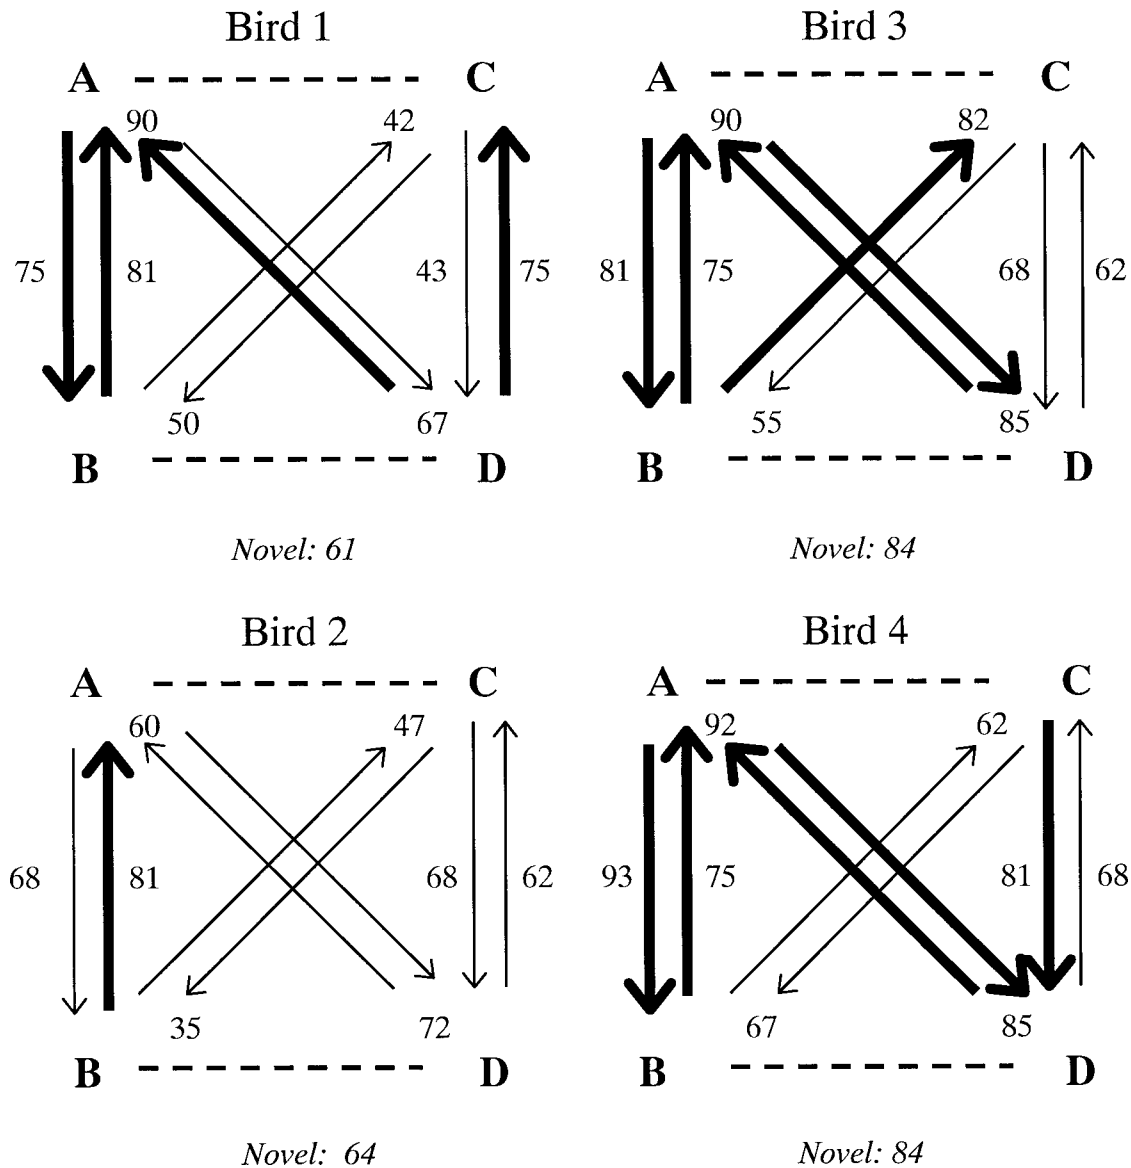 Bird 1
A C
90 42
75 81 43 75
50 67
B D
Novel: 61
Bird 3
A C
90 82
81 75 68 62
55 85
B D
Novel: 84
Bird 2
A C
60 47
68 81 68 62
35 72
B D
Novel: 64
Bird 4
A C
92 62
93 75 81 68
67 85
B D
Novel: 84